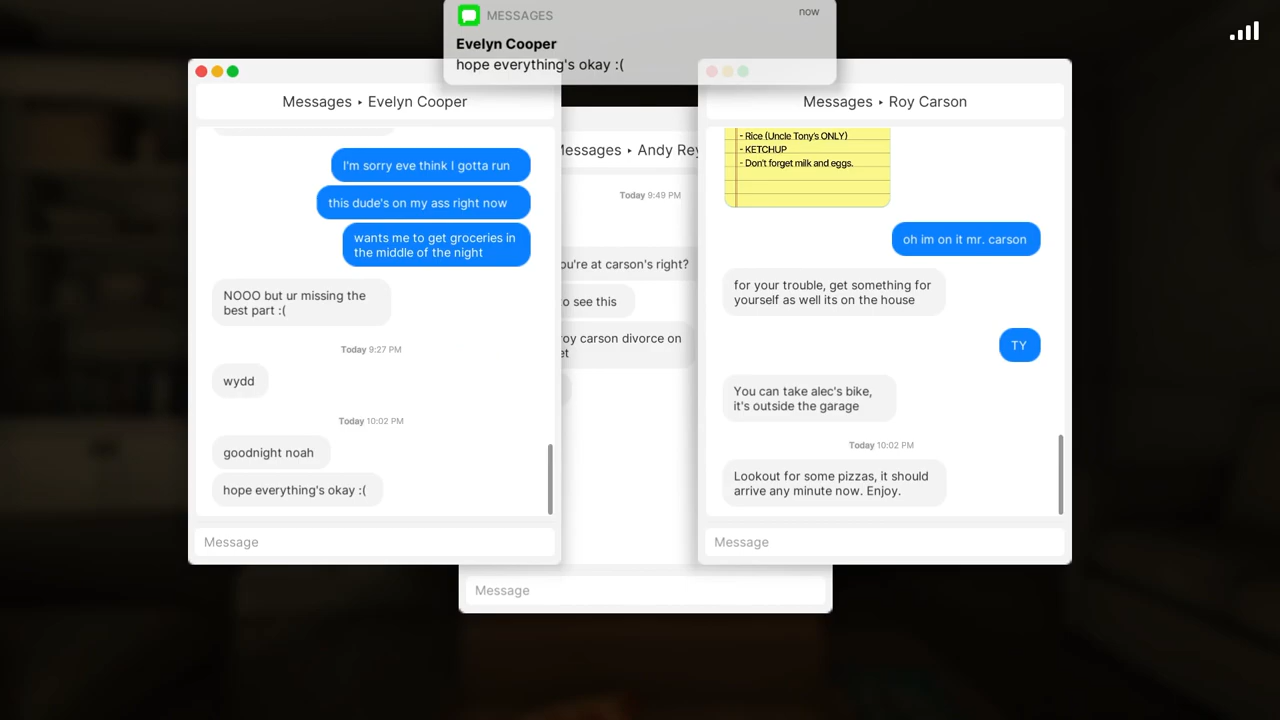 MESSAGES
now
Evelyn Cooper
hope everything's okay :(
Messages ▸ Evelyn Cooper
I'm sorry eve think I gotta run
this dude's on my ass right now
wants me to get groceries in
the middle of the night
NOOO but ur missing the
best part :(
Today 9:27 PM
wydd
Today 10:02 PM
goodnight noah
hope everything's okay :(
Message
Messages ▸ Andy
Today 9:49 PM
at carson's right?
see this
carson divorce on
Message
Messages ▸ Roy Carson
- Rice (Uncle Tony's ONLY)
- KETCHUP
- Don't forget milk and eggs.
oh im on it mr. carson
for your trouble, get something for
yourself as well its on the house
TY
You can take alec's bike,
it's outside the garage
Today 10:02 PM
Lookout for some pizzas, it should
arrive any minute now. Enjoy.
Message